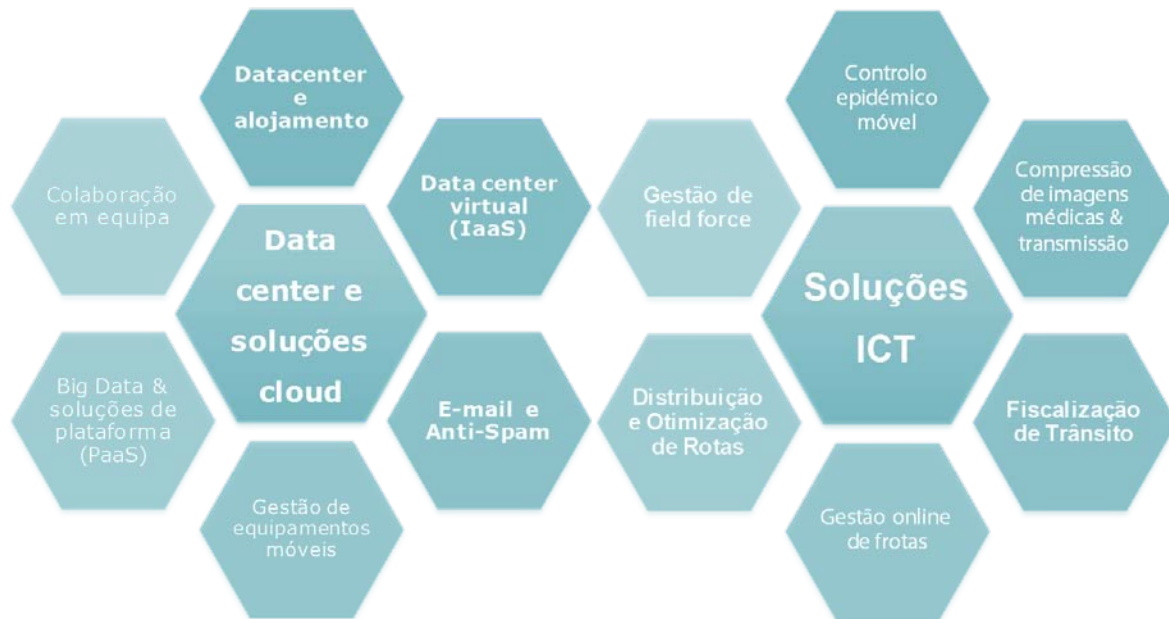 Datacenter
e
alojamento
Colaboração
em equipa
Data center
virtual
(IaaS)
Data
center e
soluções
cloud
Big Data &
soluções de
plataforma
(PaaS)
E-mail e
Anti-Spam
Gestão de
equipamentos
móveis
Controlo
epidémico
móvel
Gestão de
field force
Compressão
de imagens
médicas &
transmissão
Soluções
ICT
Distribuição
e Otimização
de Rotas
Fiscalização
de Trânsito
Gestão online
de frotas